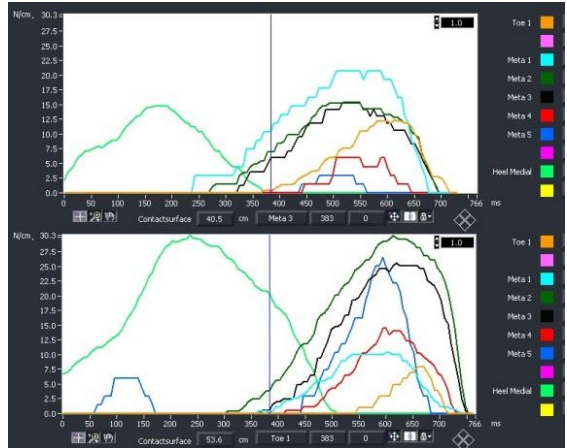 N/cm, 30.3 1.0 Toe 1
27.5
25.0 Meta 1
22.5 Meta 2
20.0
17.5 Meta 3
15.0 Meta 4
12.5 Meta 5
10.0
7.5 Heel Medial
5.0
2.5
0.0
0 50 100 150 200 250 300 350 400 450 500 550 600 650 700 766 ms
Contactsurface 40.5 cm Meta 3 383 0
N/cm, 30.3 1.0 Toe 1
27.5
25.0 Meta 1
22.5 Meta 2
20.0
17.5 Meta 3
15.0 Meta 4
12.5 Meta 5
10.0
7.5 Heel Medial
5.0
2.5
0.0
0 50 100 150 200 250 300 350 400 450 500 550 600 650 700 766 ms
Contactsurface 53.6 cm Toe 1 383 0